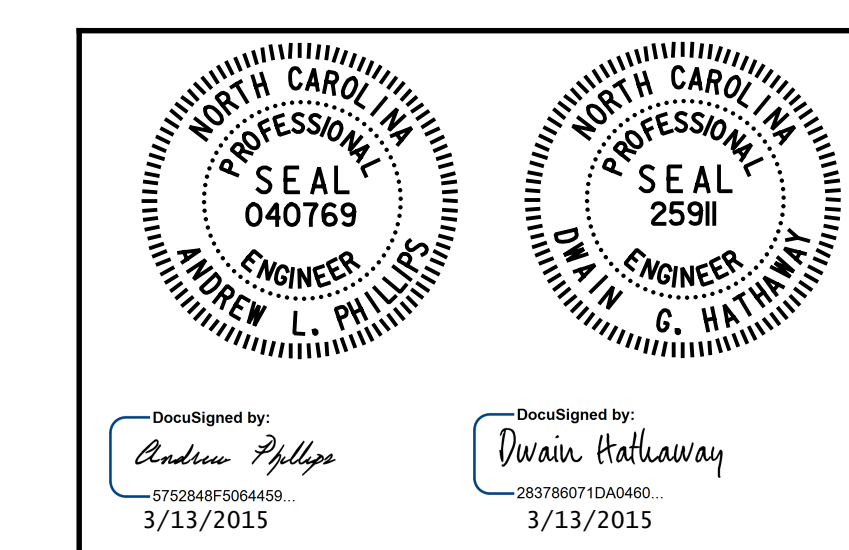 NORTH CAROLINA
PROFESSIONAL
SEAL
040769
ENGINEER
ANDREW L. PHILLIPS
NORTH CAROLINA
PROFESSIONAL
SEAL
25911
ENGINEER
DWAIN G. HATHAWAY
DocuSigned by:
Andrew Phillips
5752848F5064459...
3/13/2015
DocuSigned by:
Dwain Hathaway
283786071DA0460...
3/13/2015